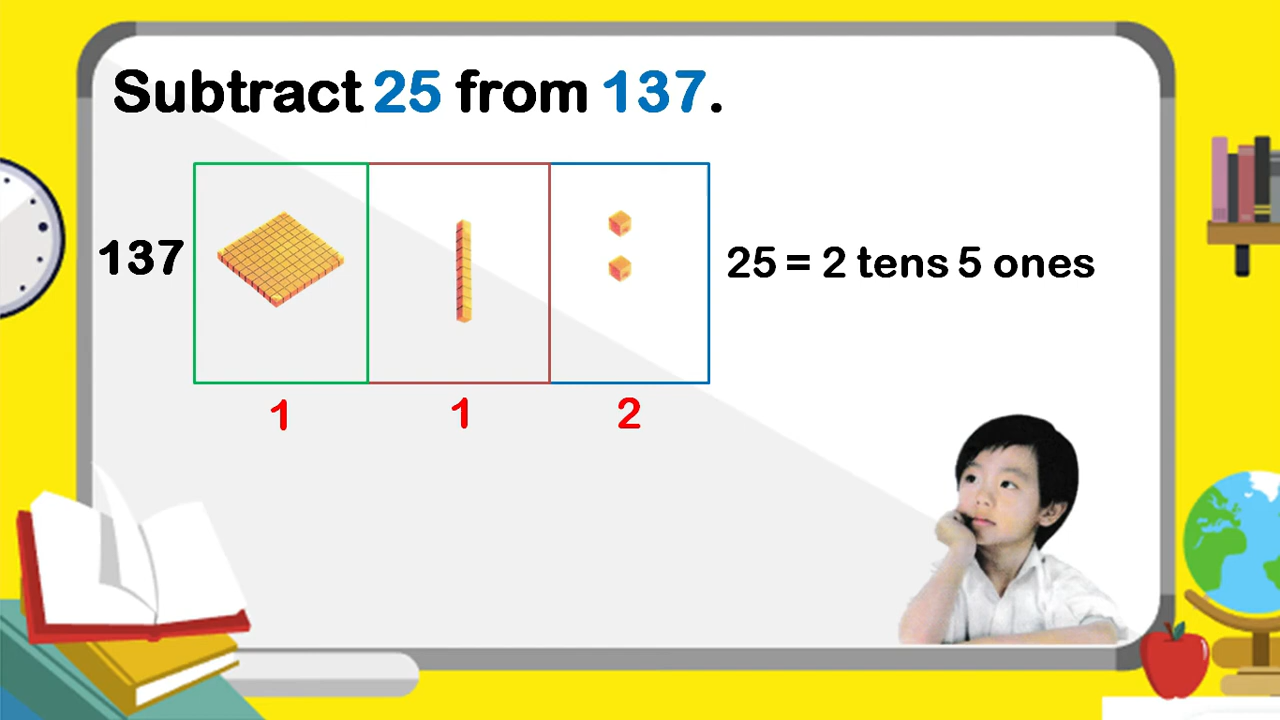 Subtract 25 from 137.
137
25 = 2 tens 5 ones
1 1 2